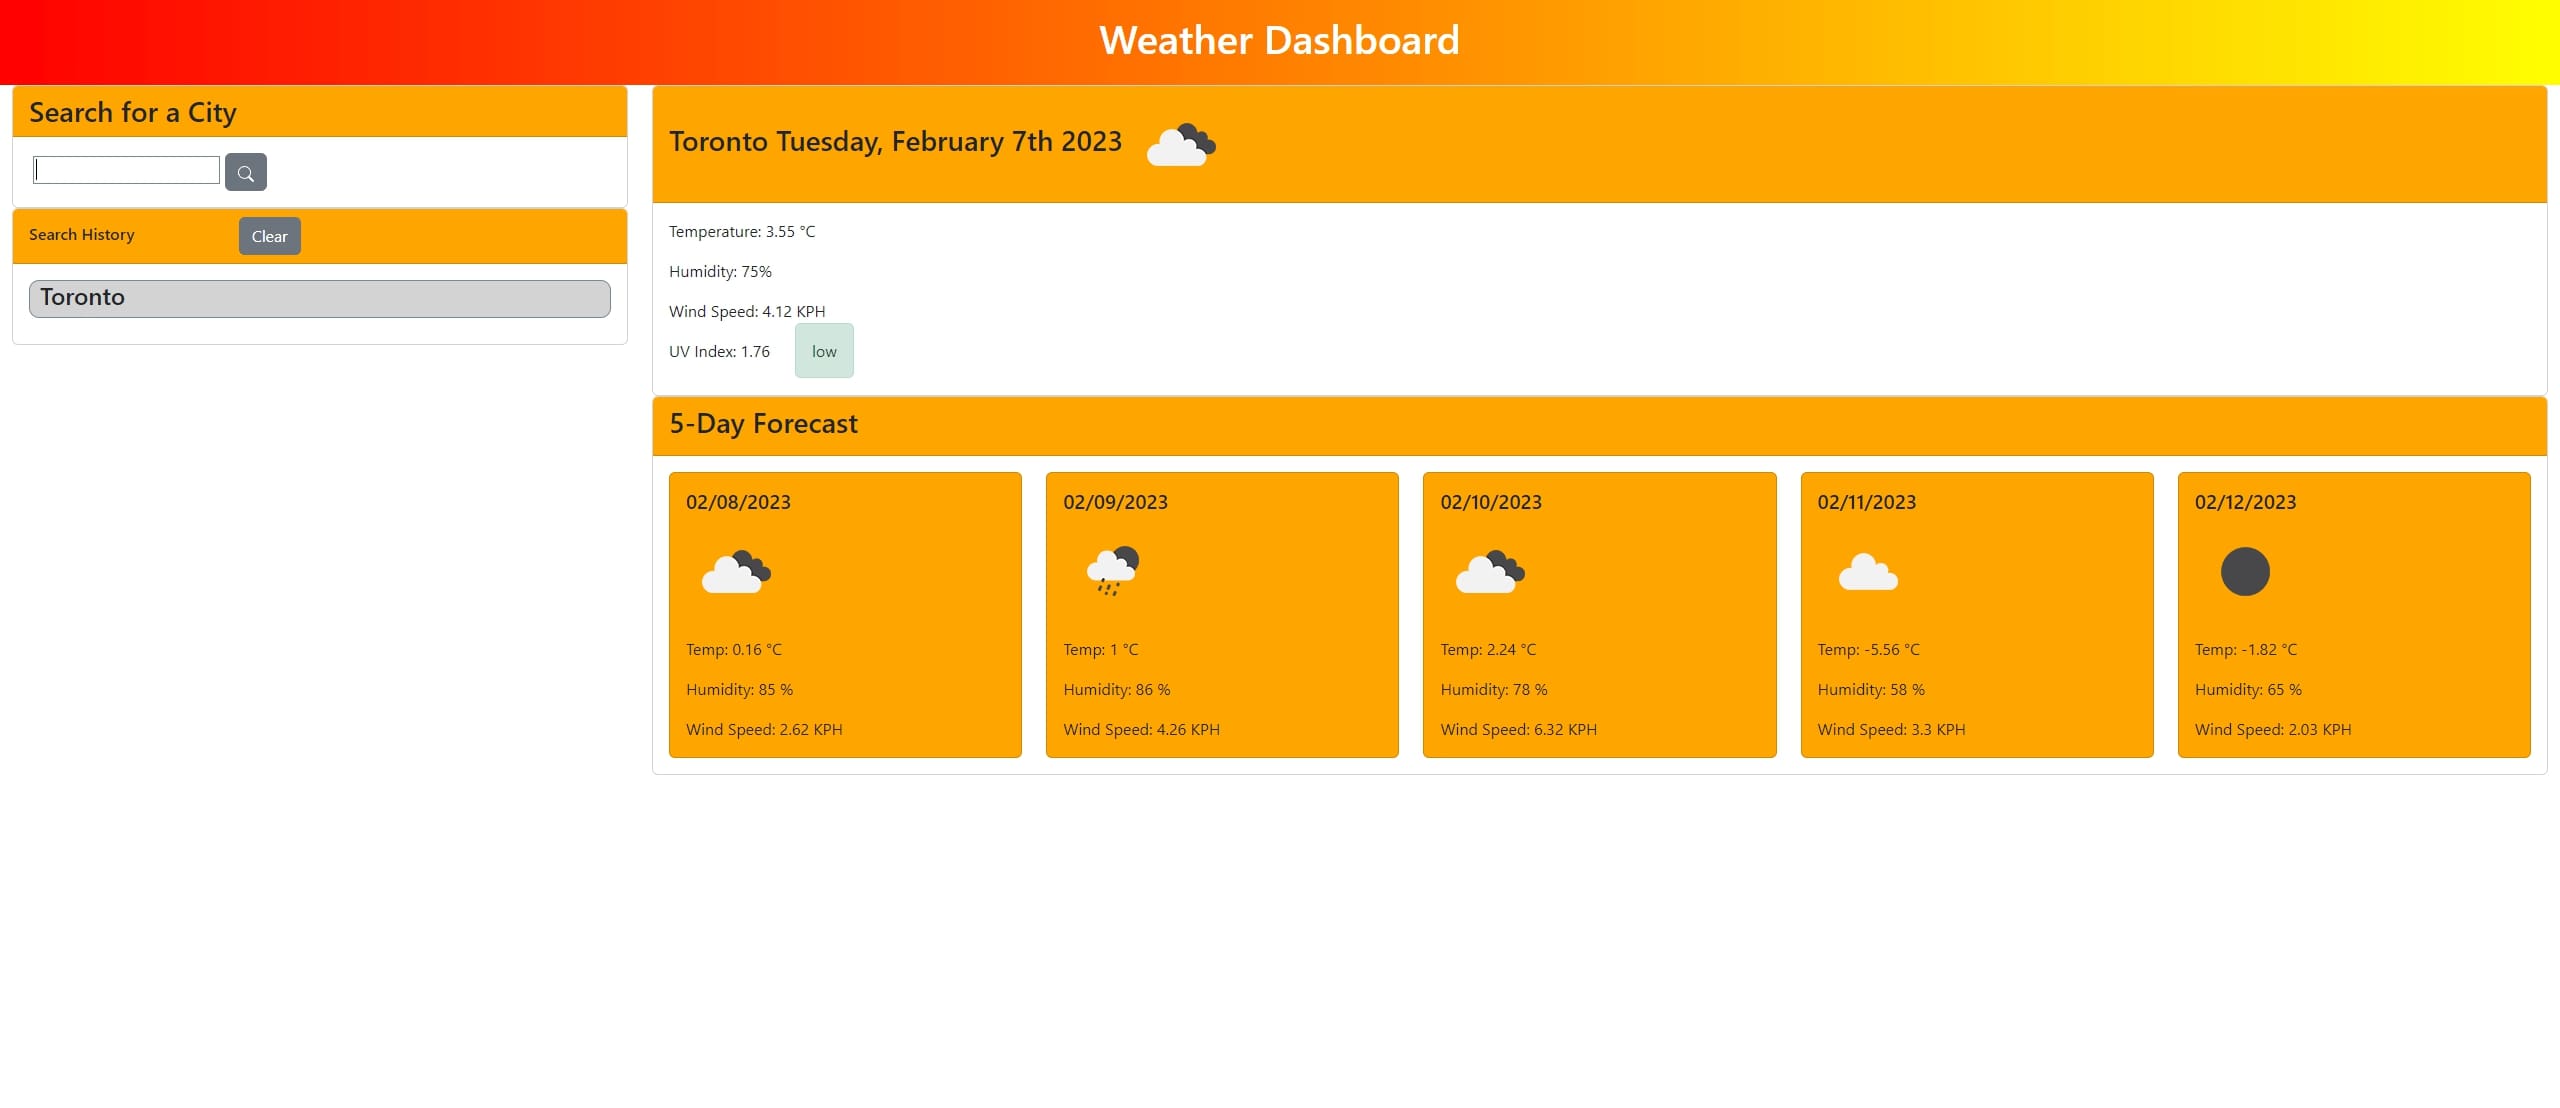 Weather Dashboard
Search for a City
Search History
Clear
Toronto
Toronto Tuesday, February 7th 2023
Temperature: 3.55 °C
Humidity: 75%
Wind Speed: 4.12 KPH
UV Index: 1.76
low
5-Day Forecast
02/08/2023
Temp: 0.16 °C
Humidity: 85 %
Wind Speed: 2.62 KPH
02/09/2023
Temp: 1 °C
Humidity: 86 %
Wind Speed: 4.26 KPH
02/10/2023
Temp: 2.24 °C
Humidity: 78 %
Wind Speed: 6.32 KPH
02/11/2023
Temp: -5.56 °C
Humidity: 58 %
Wind Speed: 3.3 KPH
02/12/2023
Temp: -1.82 °C
Humidity: 65 %
Wind Speed: 2.03 KPH